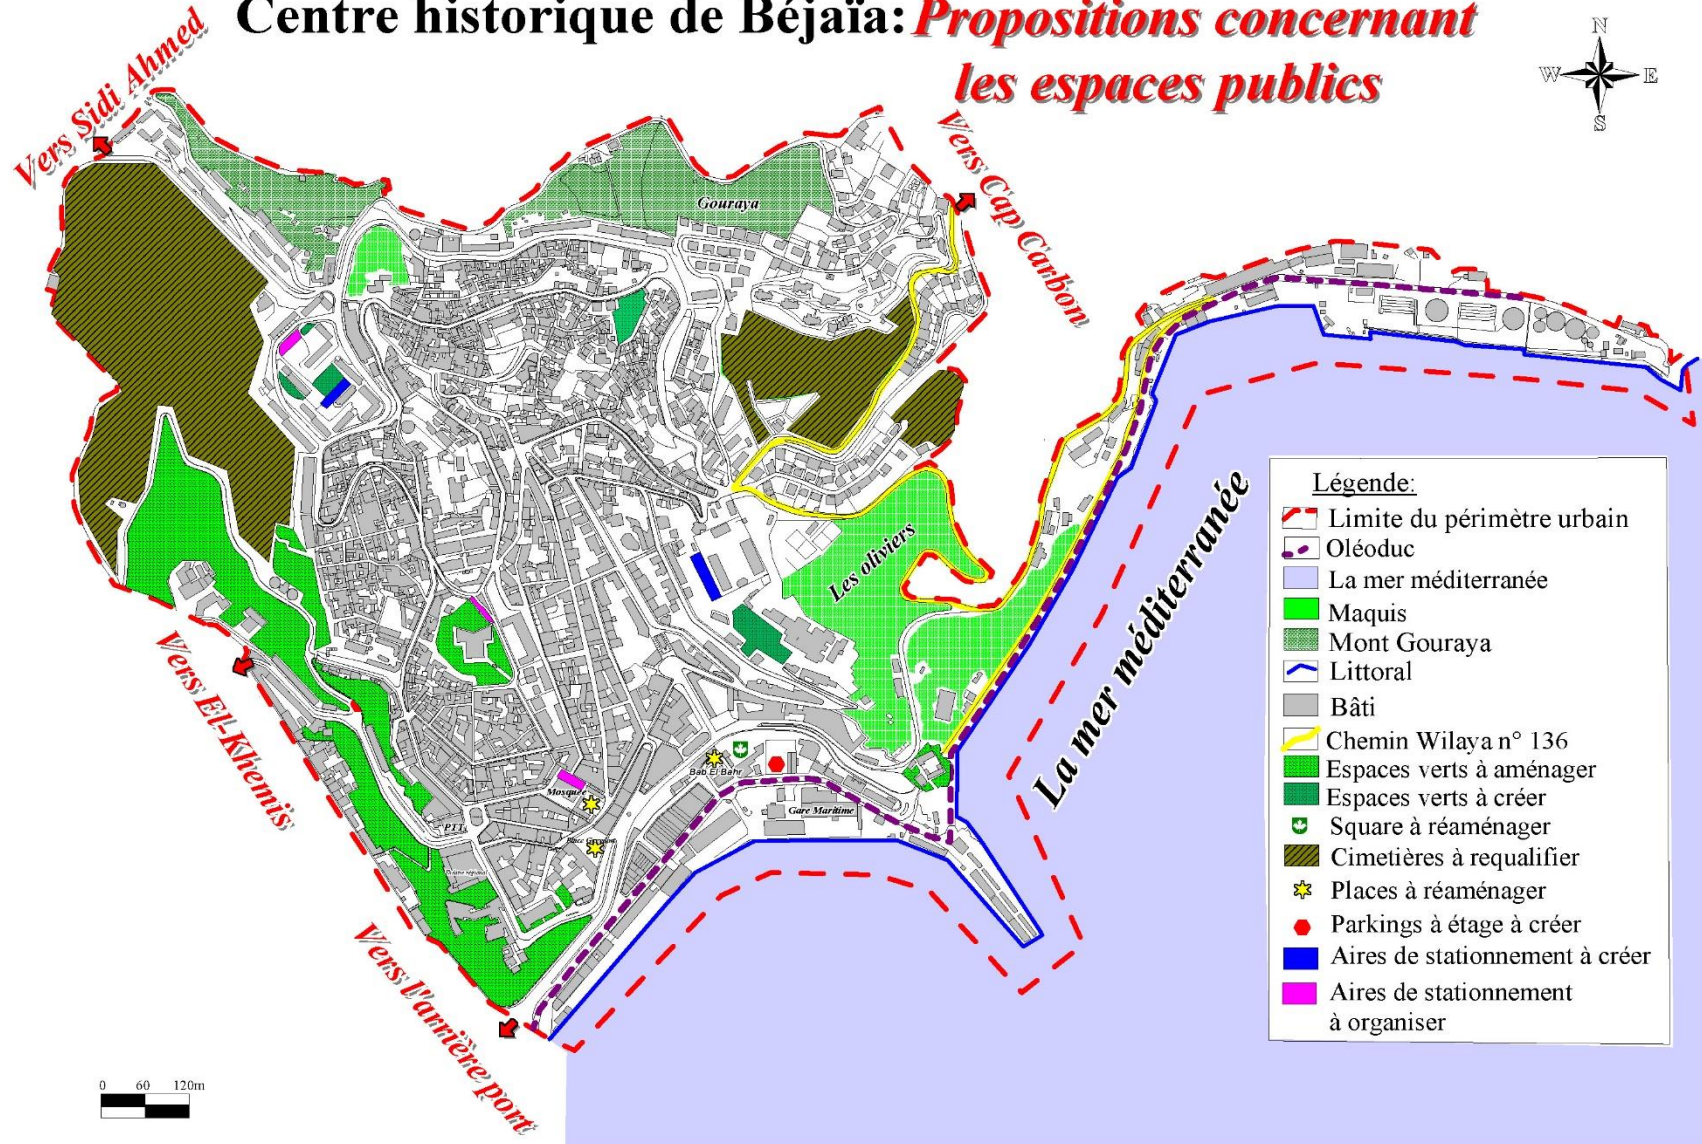 Centre historique de Béjaïa: Propositions concernant
les espaces publics
N
W E
S
Vers Sidi Ahmed
Vers Cap Carbon
Gouraya
Les oliviers
La mer méditerranée
Vers El-Khemis
Bab El Bahr
Mosquée
Gare Maritime
PTT
Vers l'arrière port
0 60 120m
Légende:
Limite du périmètre urbain
Oléoduc
La mer méditerranée
Maquis
Mont Gouraya
Littoral
Bâti
Chemin Wilaya n° 136
Espaces verts à aménager
Espaces verts à créer
Square à réaménager
Cimetières à requalifier
Places à réaménager
Parkings à étage à créer
Aires de stationnement à créer
Aires de stationnement
à organiser